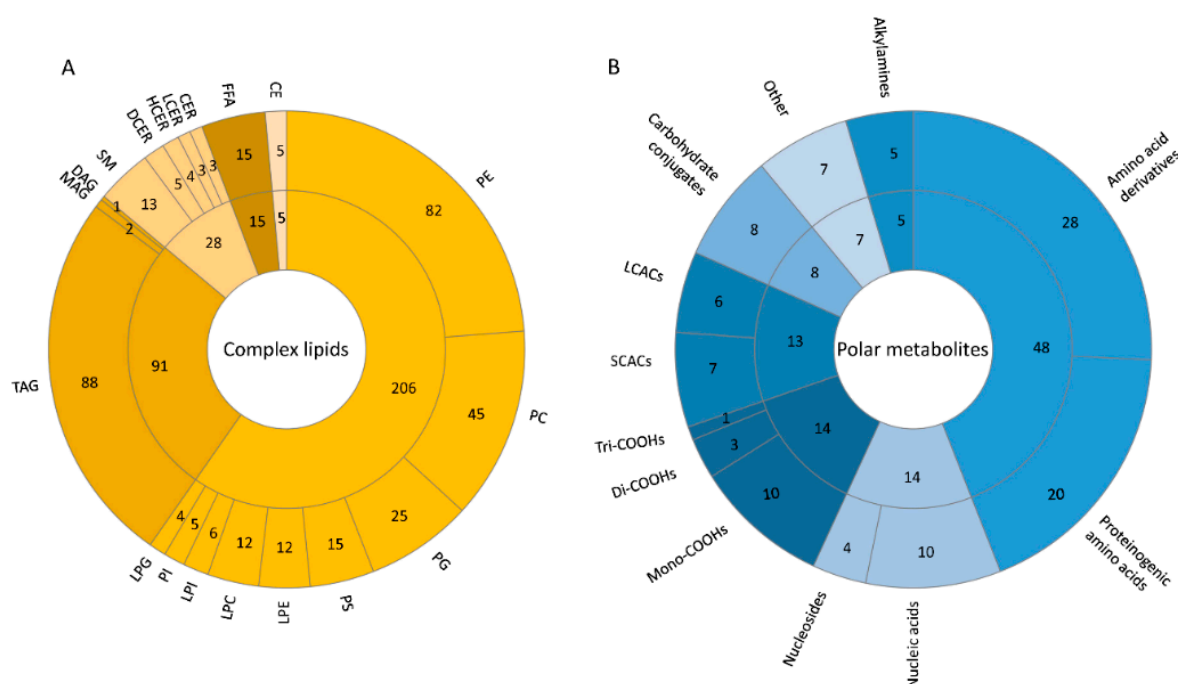 A
B
CE
FFA
CER
LCER
HCER
DCER
SM
DAG
MAG
TAG
LPG
PI
LPI
LPC
LPE
PS
PG
PC
PE
5
15
3
3
4
5
13
1
2
88
4
5
6
12
12
15
25
45
82
5
15
28
91
206
Complex lipids
Alkylamines
Other
Carbohydrate
conjugates
LCACs
SCACs
Tri-COOHs
Di-COOHs
Mono-COOHs
Nucleosides
Nucleic acids
Proteinogenic
amino acids
Amino acid
derivatives
5
7
8
6
7
1
3
10
4
10
20
28
5
7
8
13
14
14
48
Polar metabolites